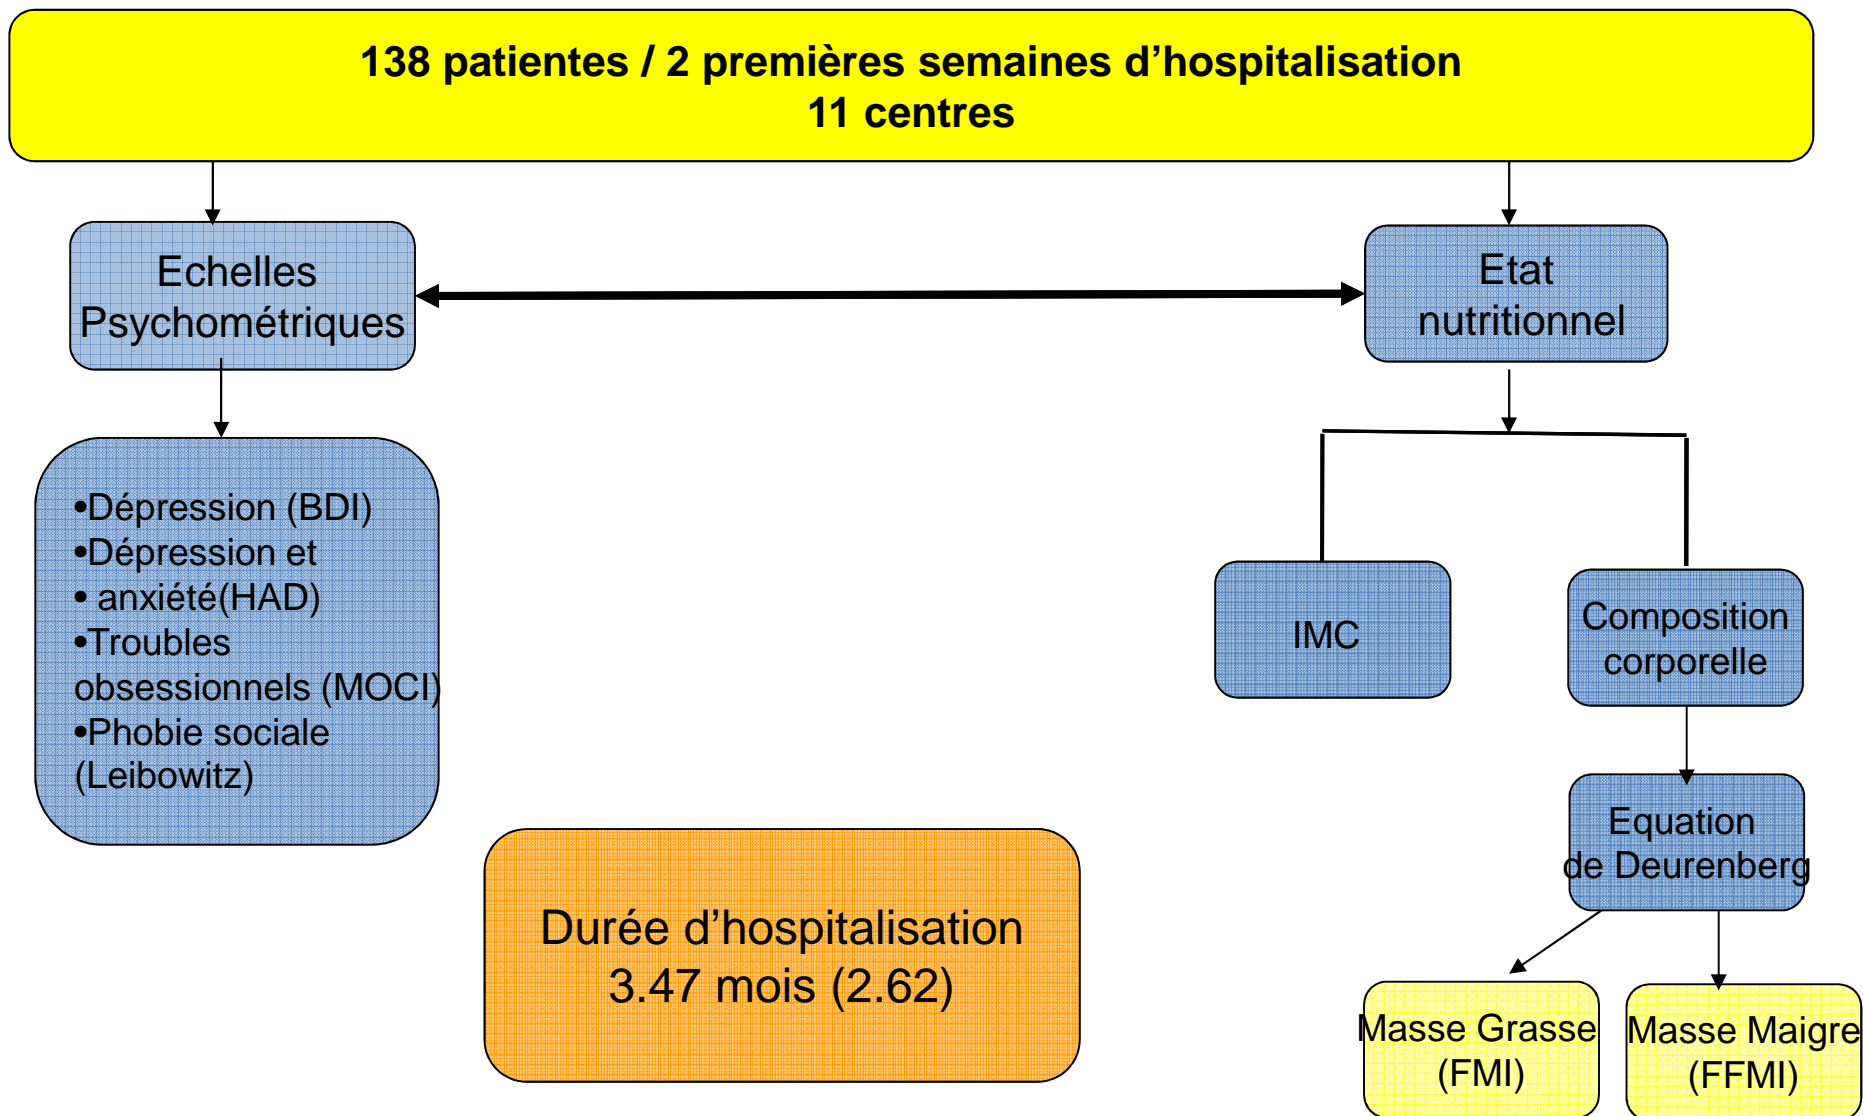 138 patientes / 2 premières semaines d’hospitalisation
11 centres
Echelles
Psychométriques
Etat
nutritionnel
•Dépression (BDI)
•Dépression et
• anxiété(HAD)
•Troubles
obsessionnels (MOCI)
•Phobie sociale
(Leibowitz)
IMC
Composition
corporelle
Equation
de Deurenberg
Durée d’hospitalisation
3.47 mois (2.62)
Masse Grasse
(FMI)
Masse Maigre
(FFMI)